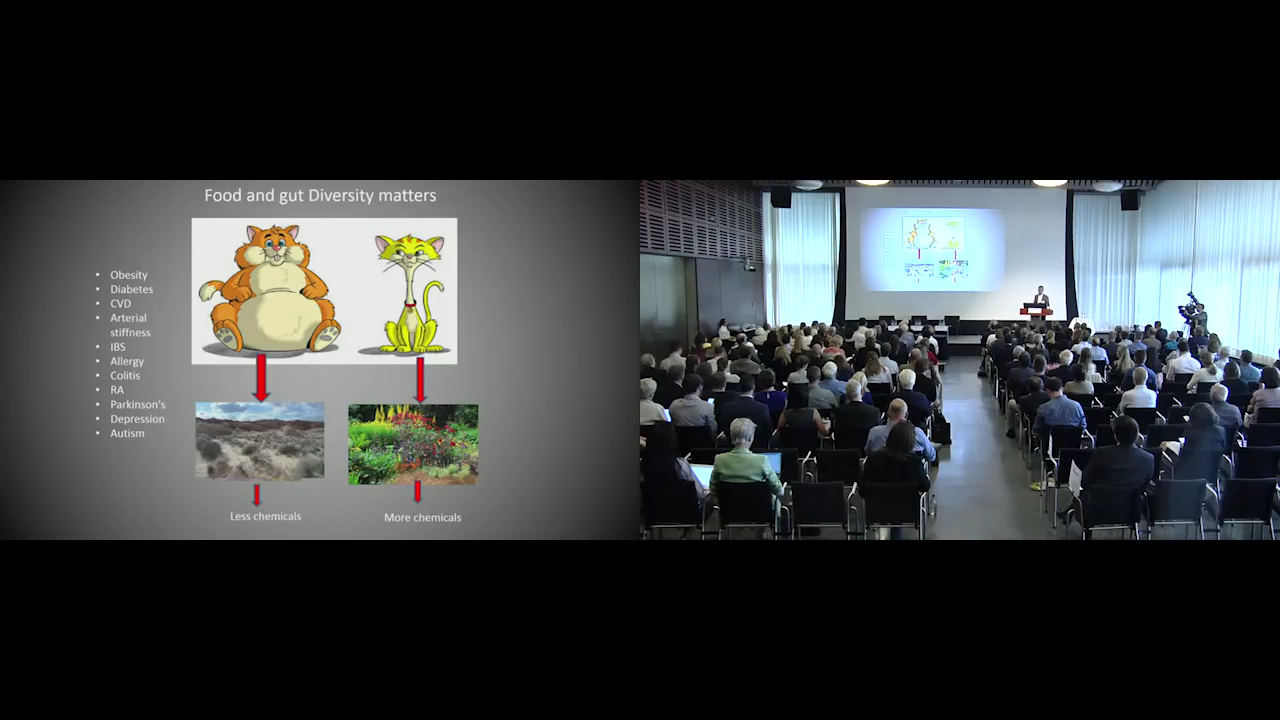 Food and gut Diversity matters
• Obesity
• Diabetes
• CVD
• Arterial
stiffness
• IBS
• Allergy
• Colitis
• RA
• Parkinson's
• Depression
• Autism
Less chemicals
More chemicals